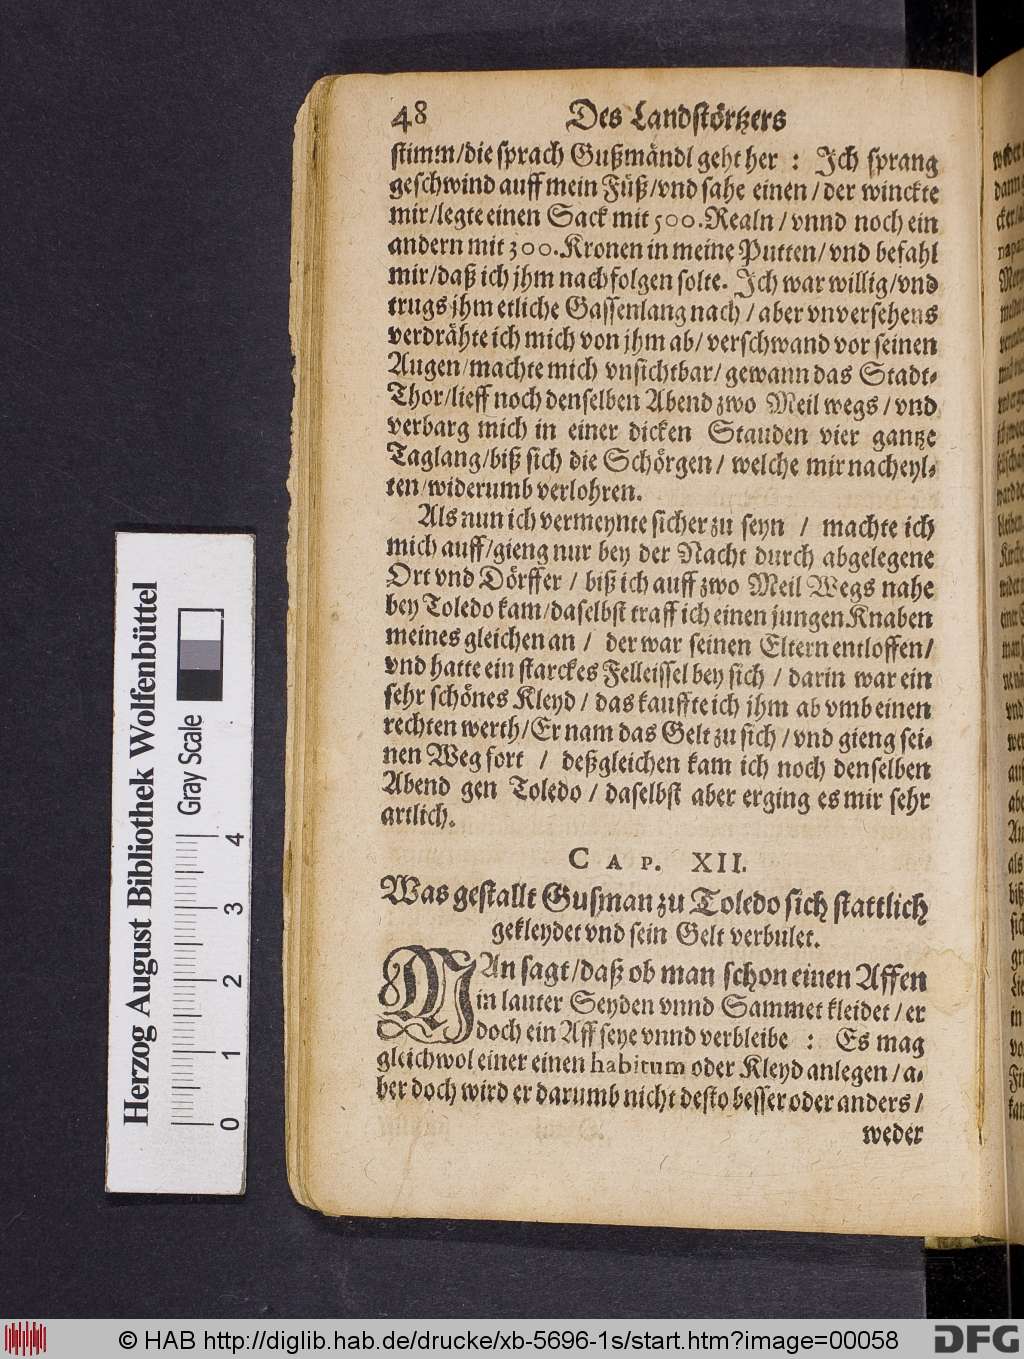 48 Des Landstörtzers
stimm/die sprach Gußmändl geht her : Ich sprang
geschwind auff mein Füß/vnd sahe einen/der winckte
mir/legte einen Sack mit 500. Realn/vnnd noch ein
andern mit 300. Kronen in meine Putten/vnd befahl
mir/daß ich jhm nachfolgen solte. Ich war willig/vnd
trugs jhm etliche Gassenlang nach/aber vnversehens
verdrähte ich mich von jhm ab/verschwand vor seinen
Augen/machte mich vnsichtbar/gewann das Stadt-
Thor/lieff noch denselben Abend zwo Meil wegs/vnd
verbarg mich in einer dicken Stauden vier gantze
Taglang/biß sich die Schörgen/welche mir nacheyl-
ten/widerumb verlohren.
Als nun ich vermeynte sicher zu seyn / machte ich
mich auff/gieng nur bey der Nacht durch abgelegene
Ort vnd Dörffer/biß ich auff zwo Meil Wegs nahe
bey Toledo kam/daselbst traff ich einen jungen Knaben
meines gleichen an / der war seinen Eltern entloffen/
vnd hatte ein starckes Felleissel bey sich / darin war ein
sehr schönes Kleyd/das kauffte ich jhm ab vmb einen
rechten werth/Er nam das Gelt zu sich/vnd gieng sei-
nen Weg fort / deßgleichen kam ich noch denselben
Abend gen Toledo/daselbst aber erging es mir sehr
artlich.
CAP. XII.
Was gestallt Gusman zu Toledo sich stattlich
gekleydet vnd sein Gelt verbulet.
MAn sagt/daß ob man schon einen Affen
in lauter Seyden vnnd Sammet kleidet/er
doch ein Aff seye vnnd verbleibe : Es mag
gleichwol einer einen habitum oder Kleyd anlegen/a-
ber doch wird er darumb nicht desto besser oder anders/
weder
Herzog August Bibliothek Wolfenbüttel
Gray Scale
0 1 2 3 4
© HAB http://diglib.hab.de/drucke/xb-5696-1s/start.htm?image=00058
DFG